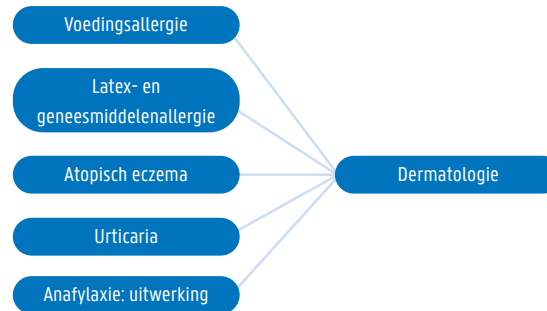 Voedingsallergie
Latex- en
geneesmiddelenallergie
Atopisch eczema
Dermatologie
Urticaria
Anafylaxie: uitwerking